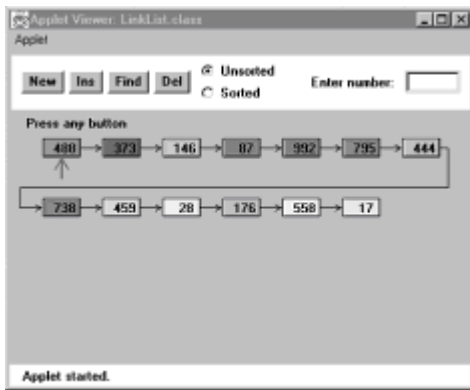 Applet Viewer: LinkList.class
Applet
New Ins Find Del Unsorted Sorted Enter number:
Press any button
488 373 146 87 992 795 444
738 459 28 176 558 17
Applet started.